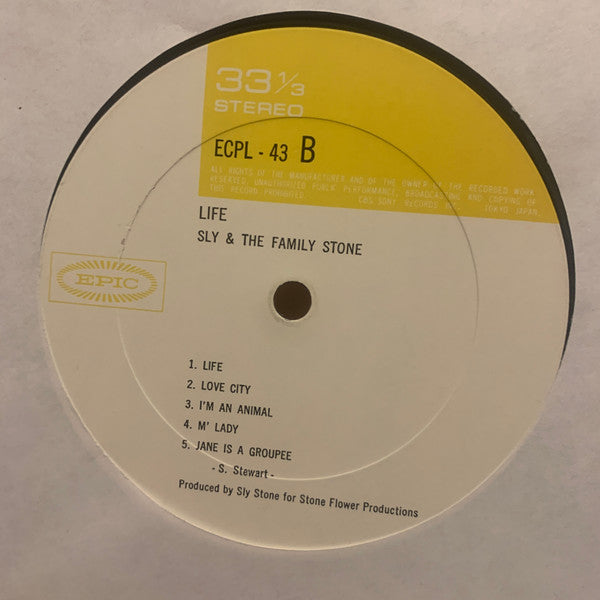 33 1/3
STEREO
ECPL - 43 B
ALL RIGHTS OF THE MANUFACTURER AND OF THE OWNER OF THE RECORDED WORK
RESERVED. UNAUTHORIZED PUBLIC PERFORMANCE, BROADCASTING AND COPYING OF
THIS RECORD PROHIBITED. CBS SONY RECORDS INC. TOKYO JAPAN.
LIFE
SLY & THE FAMILY STONE
EPIC
1. LIFE
2. LOVE CITY
3. I'M AN ANIMAL
4. M' LADY
5. JANE IS A GROUPEE
- S. Stewart -
Produced by Sly Stone for Stone Flower Productions